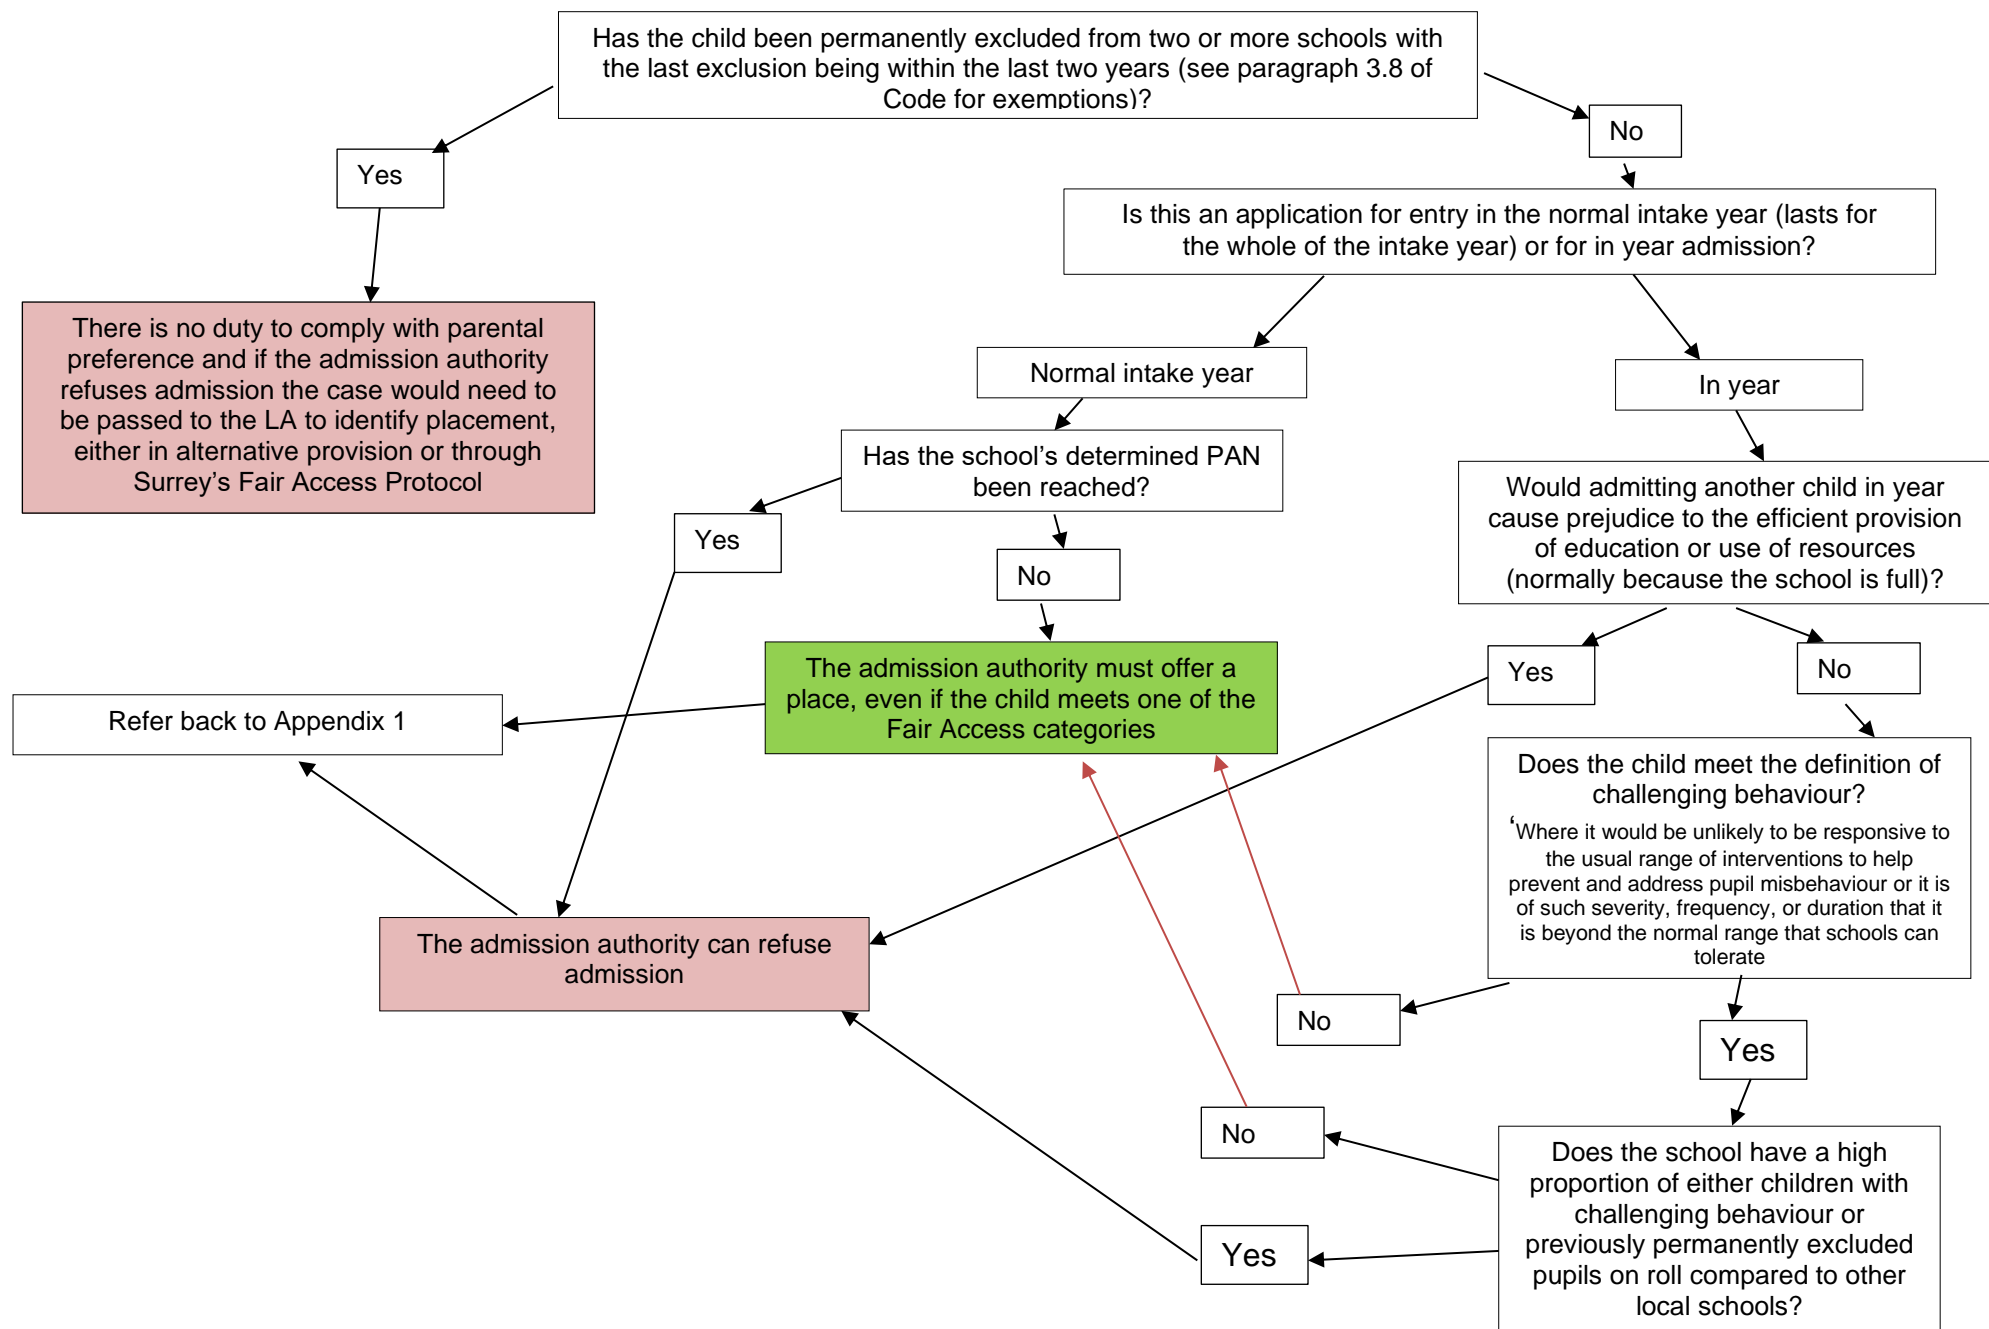 Has the child been permanently excluded from two or more schools with
the last exclusion being within the last two years (see paragraph 3.8 of
Code for exemptions)?
No
Yes
Is this an application for entry in the normal intake year (lasts for
the whole of the intake year) or for in year admission?
There is no duty to comply with parental
preference and if the admission authority
refuses admission the case would need to
be passed to the LA to identify placement,
either in alternative provision or through
Surrey’s Fair Access Protocol
Normal intake year
In year
Has the school’s determined PAN
been reached?
Would admitting another child in year
cause prejudice to the efficient provision
of education or use of resources
(normally because the school is full)?
Yes
No
The admission authority must offer a
place, even if the child meets one of the
Fair Access categories
Yes
No
Refer back to Appendix 1
Does the child meet the definition of
challenging behaviour?
‘Where it would be unlikely to be responsive to
the usual range of interventions to help
prevent and address pupil misbehaviour or it is
of such severity, frequency, or duration that it
is beyond the normal range that schools can
tolerate
The admission authority can refuse
admission
No
Yes
No
Does the school have a high
proportion of either children with
challenging behaviour or
previously permanently excluded
pupils on roll compared to other
local schools?
Yes